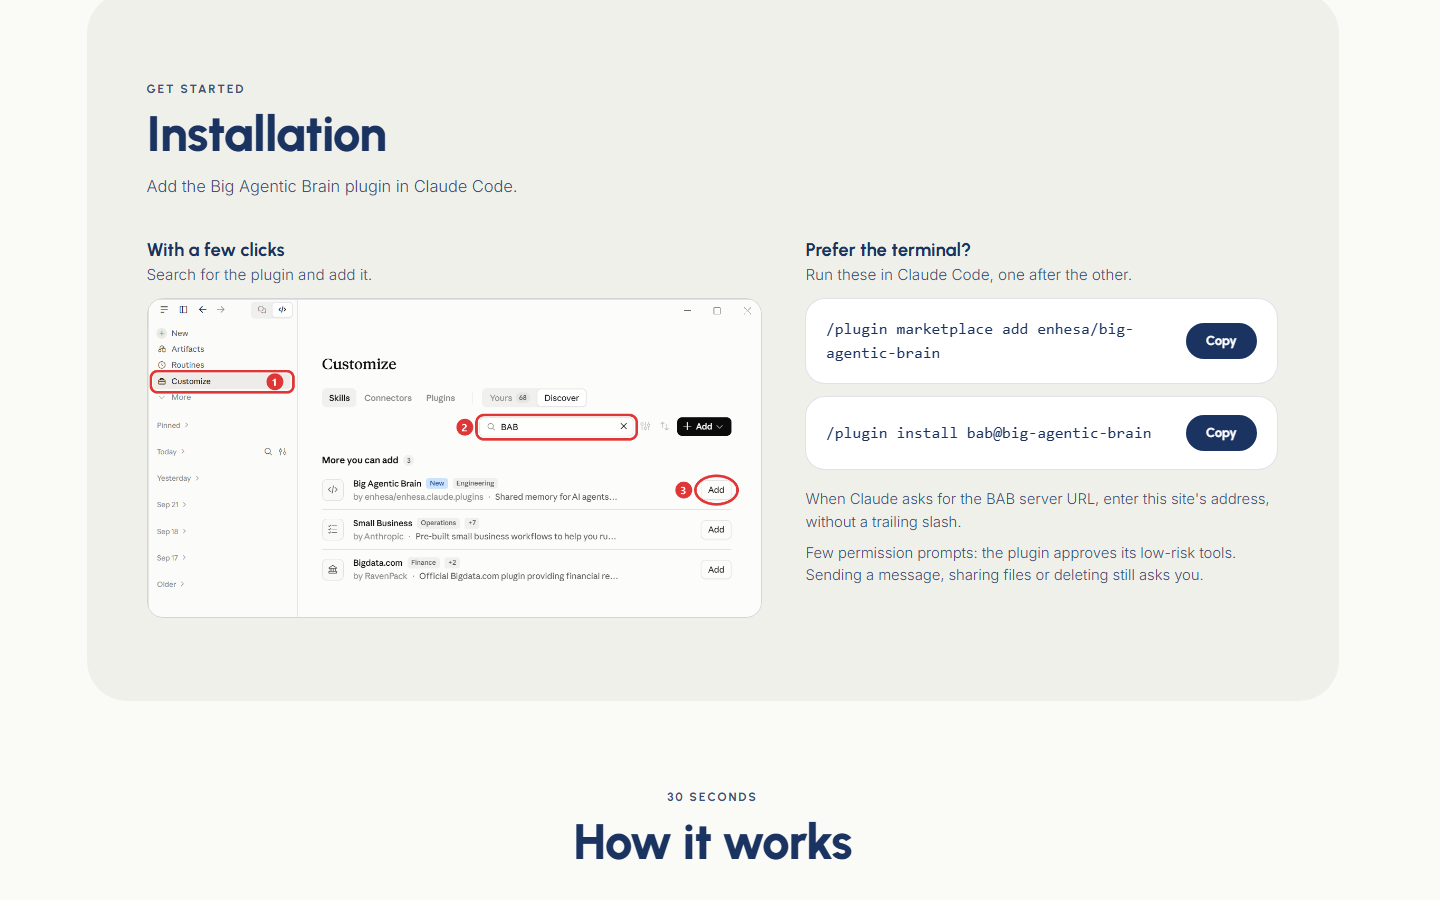 GET STARTED
Installation
Add the Big Agentic Brain plugin in Claude Code.
With a few clicks
Search for the plugin and add it.
New
Artifacts
Routines
Customize 1
More
Pinned
Today
Yesterday
Sep 21
Sep 18
Sep 17
Older
Customize
Skills Connectors Plugins Yours 68 Discover
2 BAB Add
More you can add 3
Big Agentic Brain New Engineering
by enhesa/enhesa.claude.plugins · Shared memory for AI agents...
3 Add
Small Business Operations +7
by Anthropic · Pre-built small business workflows to help you ru...
Add
Bigdata.com Finance +2
by RavenPack · Official Bigdata.com plugin providing financial re...
Add
Prefer the terminal?
Run these in Claude Code, one after the other.
/plugin marketplace add enhesa/big-
agentic-brain
Copy
/plugin install bab@big-agentic-brain
Copy
When Claude asks for the BAB server URL, enter this site's address,
without a trailing slash.
Few permission prompts: the plugin approves its low-risk tools.
Sending a message, sharing files or deleting still asks you.
30 SECONDS
How it works